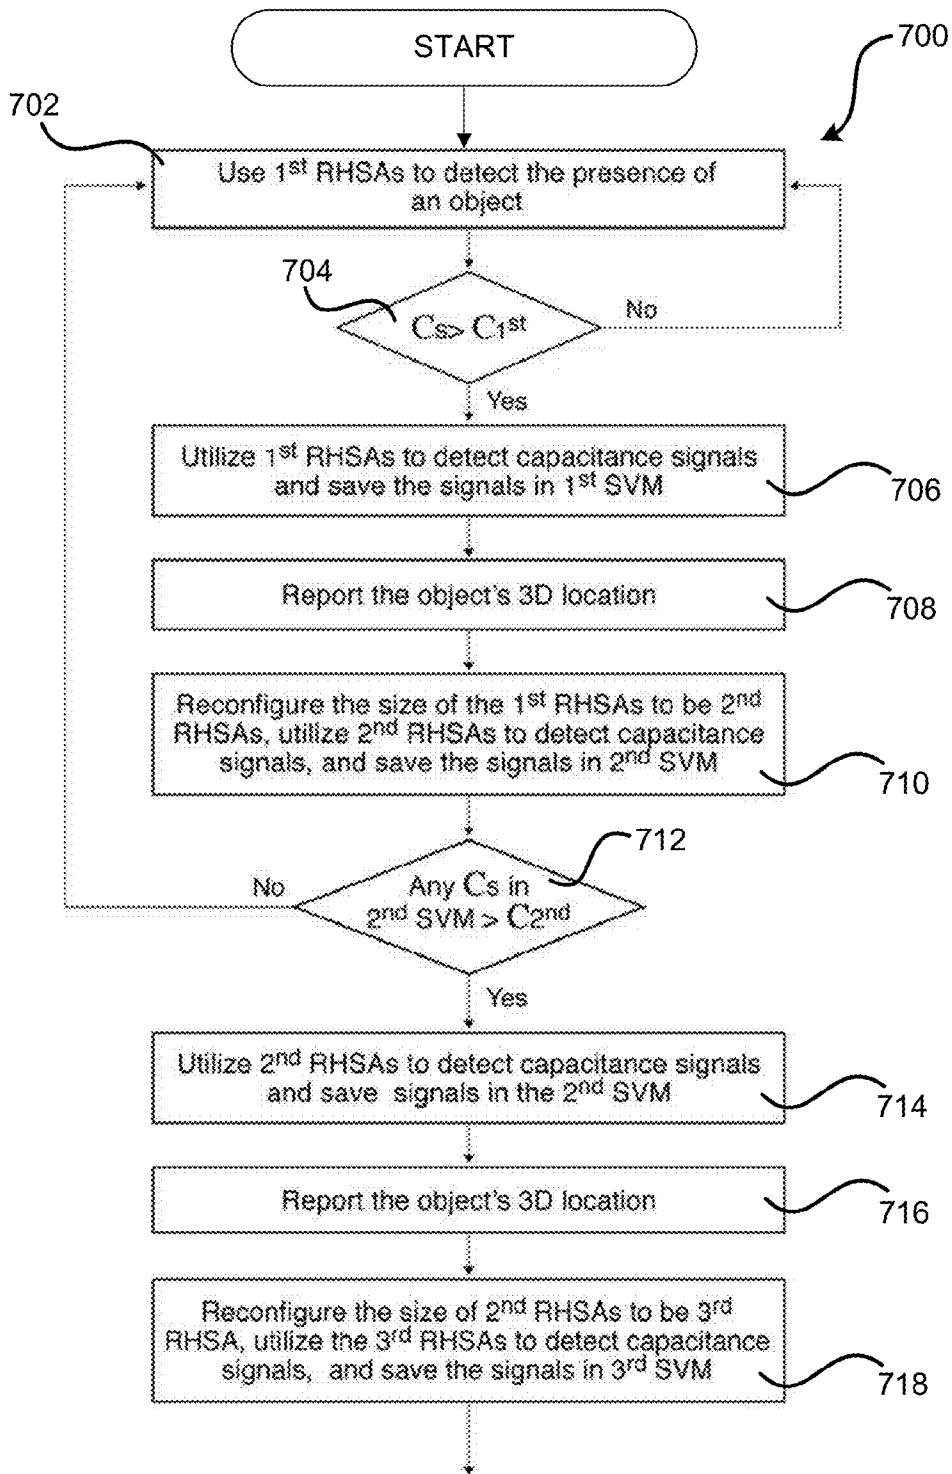 START
700
702
Use 1st RHSAs to detect the presence of
an object
704
Cs> C1st
No
Yes
Utilize 1st RHSAs to detect capacitance signals
and save the signals in 1st SVM
706
Report the object's 3D location
708
Reconfigure the size of the 1st RHSAs to be 2nd
RHSAs, utilize 2nd RHSAs to detect capacitance
signals, and save the signals in 2nd SVM
710
712
No
Any Cs in
2nd SVM > C2nd
Yes
Utilize 2nd RHSAs to detect capacitance signals
and save signals in the 2nd SVM
714
Report the object's 3D location
716
Reconfigure the size of 2nd RHSAs to be 3rd
RHSA, utilize the 3rd RHSAs to detect capacitance
signals, and save the signals in 3rd SVM
718